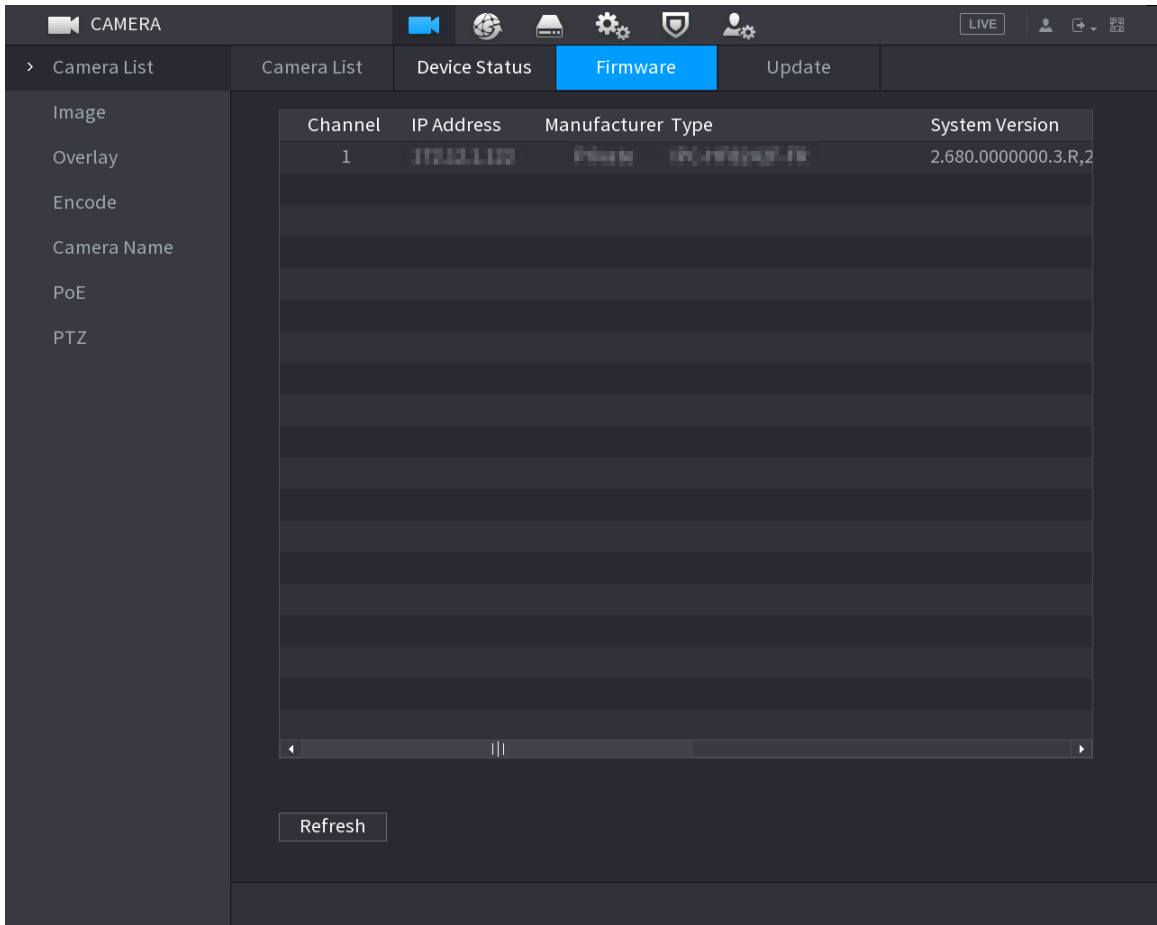 CAMERA LIVE
Camera List Camera List Device Status Firmware Update
Image
Channel IP Address Manufacturer Type System Version
Overlay 1 2.680.0000000.3.R,2
Encode
Camera Name
PoE
PTZ
Refresh